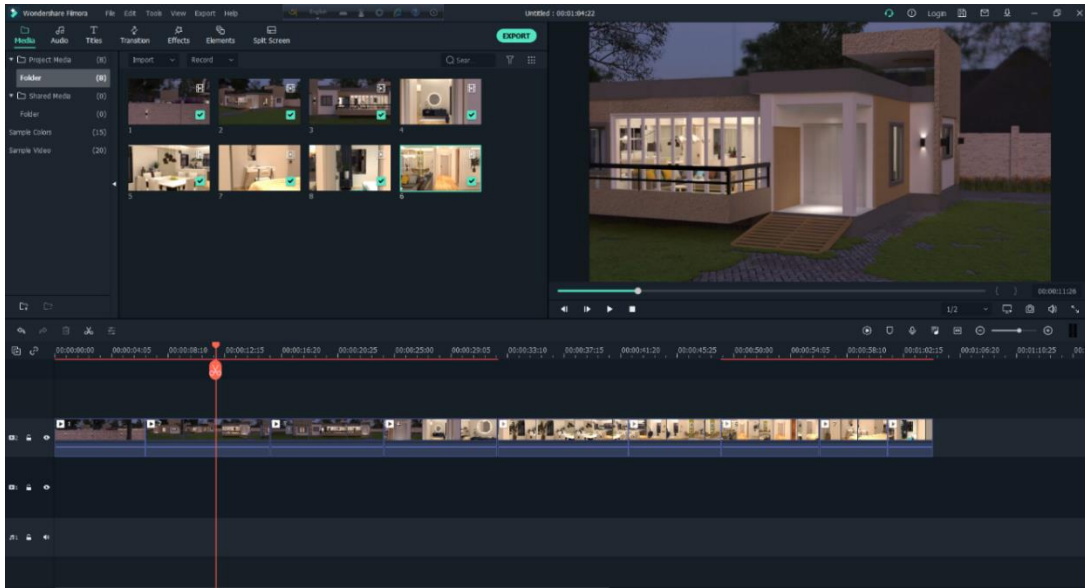 Wondershare Filmora File Edit Tools View Export Help
Untitled : 00:01:04:22
Login
Media Audio Titles Transition Effects Elements Split Screen
EXPORT
Project Media (8)
Folder (8)
Shared Media (0)
Folder (0)
Sample Colors (15)
Sample Video (20)
Import Record
1 2 3 4
5 7 8 6
00:00:11:26
1/2
00:00:00:00 00:00:04:05 00:00:08:10 00:00:12:15 00:00:16:20 00:00:20:25 00:00:25:00 00:00:29:05 00:00:33:10 00:00:37:15 00:00:41:20 00:00:45:25 00:00:50:00 00:00:54:05 00:00:58:10 00:01:02:15 00:01:06:20 00:01:10:25